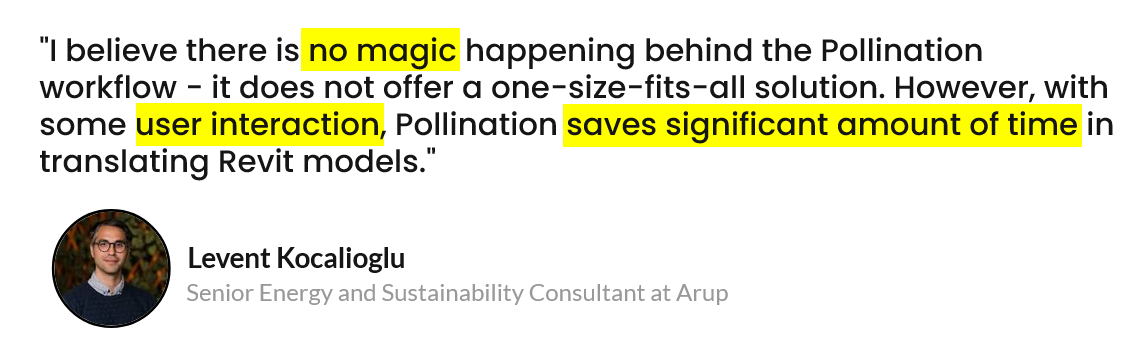 "I believe there is no magic happening behind the Pollination
workflow - it does not offer a one-size-fits-all solution. However, with
some user interaction, Pollination saves significant amount of time in
translating Revit models."
Levent Kocalioglu
Senior Energy and Sustainability Consultant at Arup